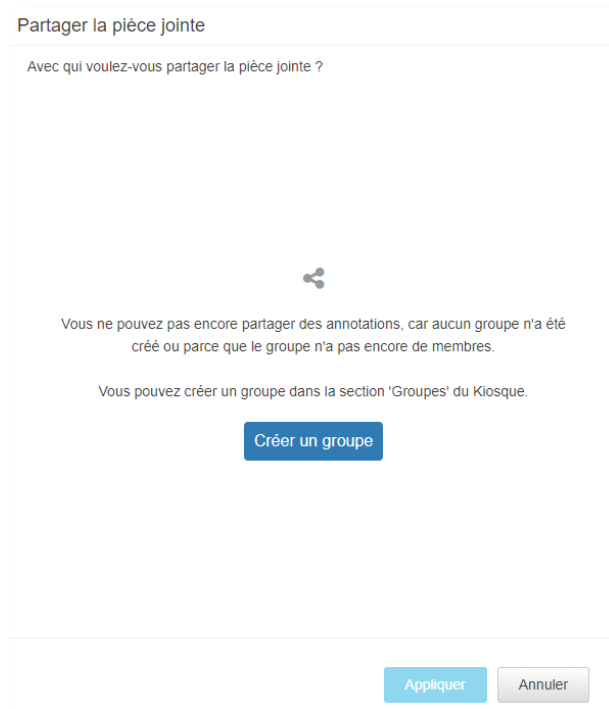 Partager la pièce jointe
Avec qui voulez-vous partager la pièce jointe ?
Vous ne pouvez pas encore partager des annotations, car aucun groupe n'a été
créé ou parce que le groupe n'a pas encore de membres.
Vous pouvez créer un groupe dans la section 'Groupes' du Kiosque.
Créer un groupe
Appliquer
Annuler